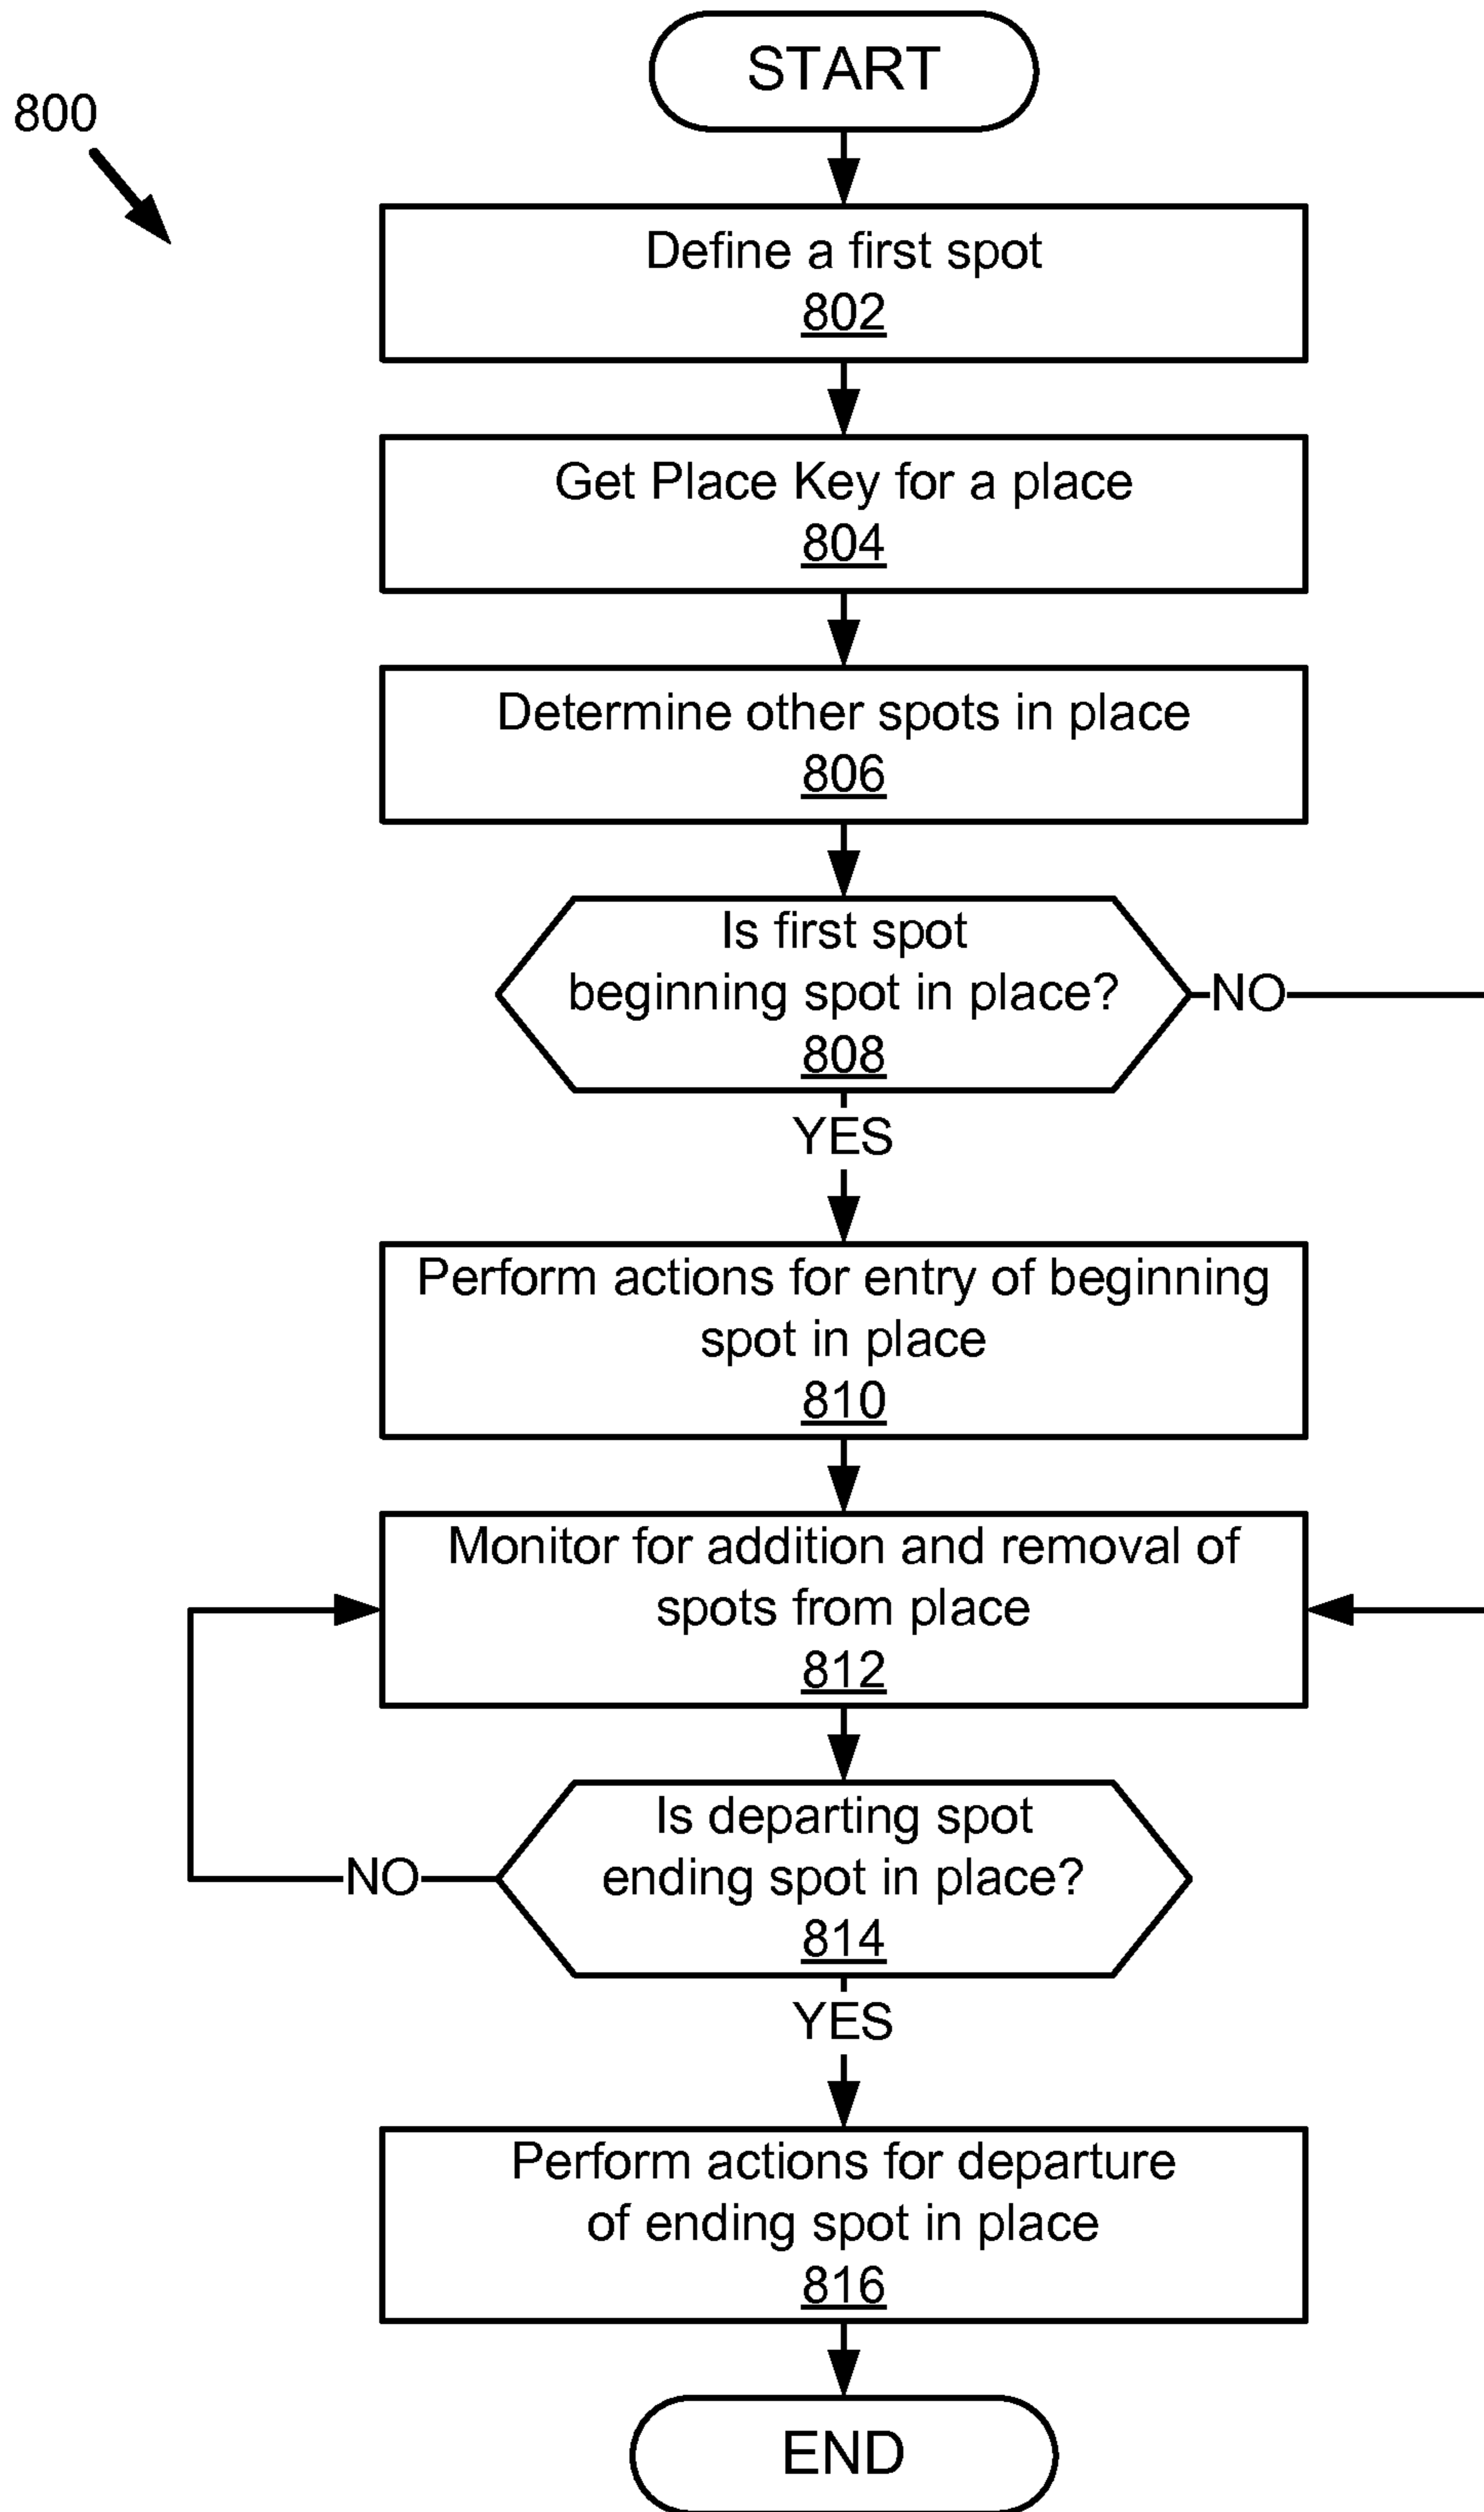 START
800
Define a first spot
802
Get Place Key for a place
804
Determine other spots in place
806
Is first spot
beginning spot in place?
808
NO
YES
Perform actions for entry of beginning
spot in place
810
Monitor for addition and removal of
spots from place
812
Is departing spot
ending spot in place?
814
NO
YES
Perform actions for departure
of ending spot in place
816
END